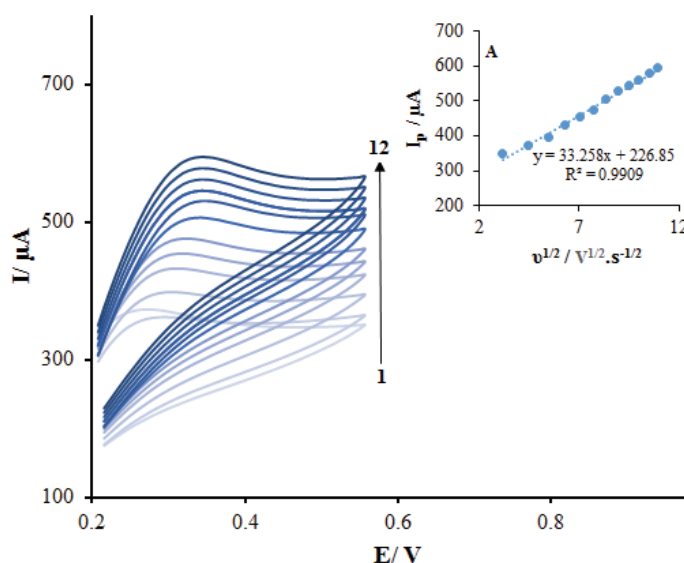 700
500
300
100
0.2
0.4
0.6
0.8
I/ µA
E/ V
12
1
A
700
600
500
400
300
200
2
7
12
Ip / µA
y = 33.258x + 226.85
R² = 0.9909
υ1/2 / V1/2.s-1/2